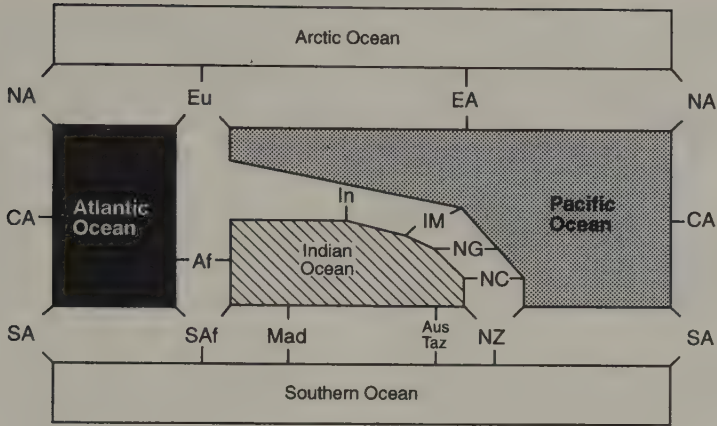 Arctic Ocean
NA
Eu
EA
NA
In
CA
Atlantic
Ocean
IM
Pacific
Ocean
CA
NG
Af
Indian
Ocean
NC
SA
SAf
Mad
Aus
Taz
NZ
SA
Southern Ocean